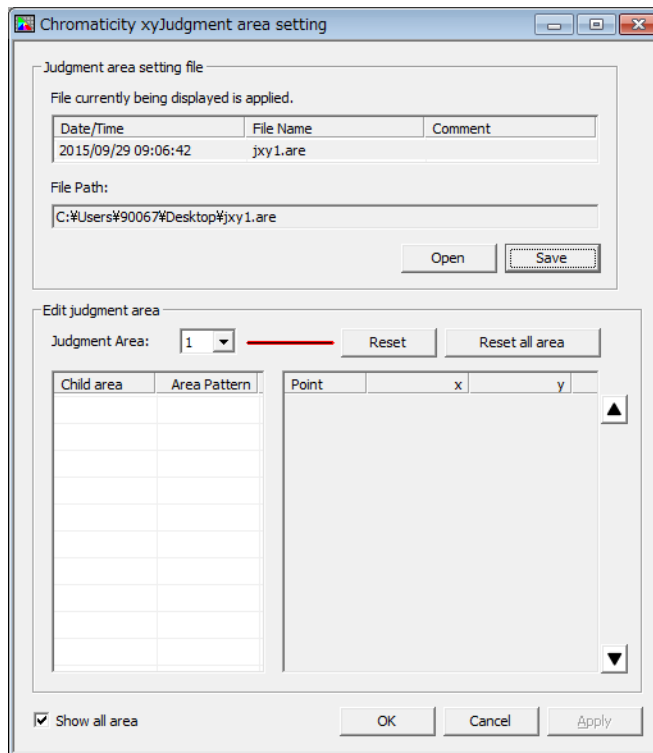 Chromaticity xyJudgment area setting
Judgment area setting file
File currently being displayed is applied.
Date/Time File Name Comment
2015/09/29 09:06:42 jxy1.are
File Path:
C:¥Users¥90067¥Desktop¥jxy1.are
Open Save
Edit judgment area
Judgment Area: 1 Reset Reset all area
Child area Area Pattern Point x y
Show all area OK Cancel Apply